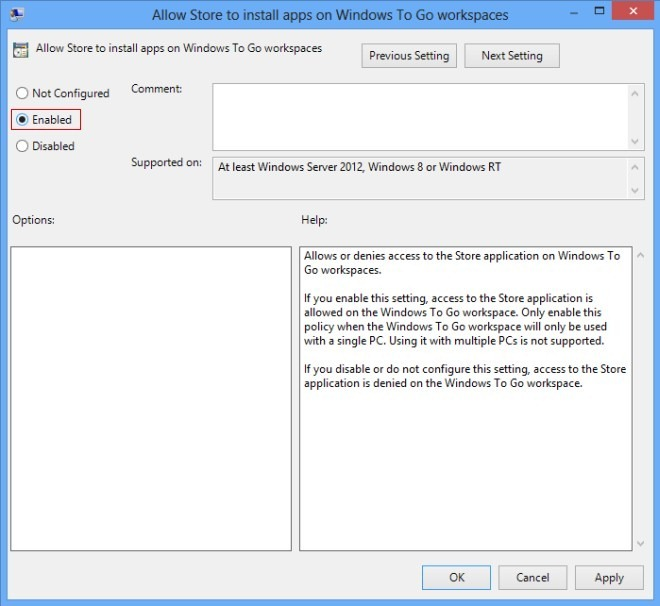 Allow Store to install apps on Windows To Go workspaces
Allow Store to install apps on Windows To Go workspaces
Previous Setting
Next Setting
Not Configured
Enabled
Disabled
Comment:
Supported on:
At least Windows Server 2012, Windows 8 or Windows RT
Options:
Help:
Allows or denies access to the Store application on Windows To
Go workspaces.
If you enable this setting, access to the Store application is
allowed on the Windows To Go workspace. Only enable this
policy when the Windows To Go workspace will only be used
with a single PC. Using it with multiple PCs is not supported.
If you disable or do not configure this setting, access to the Store
application is denied on the Windows To Go workspace.
OK
Cancel
Apply